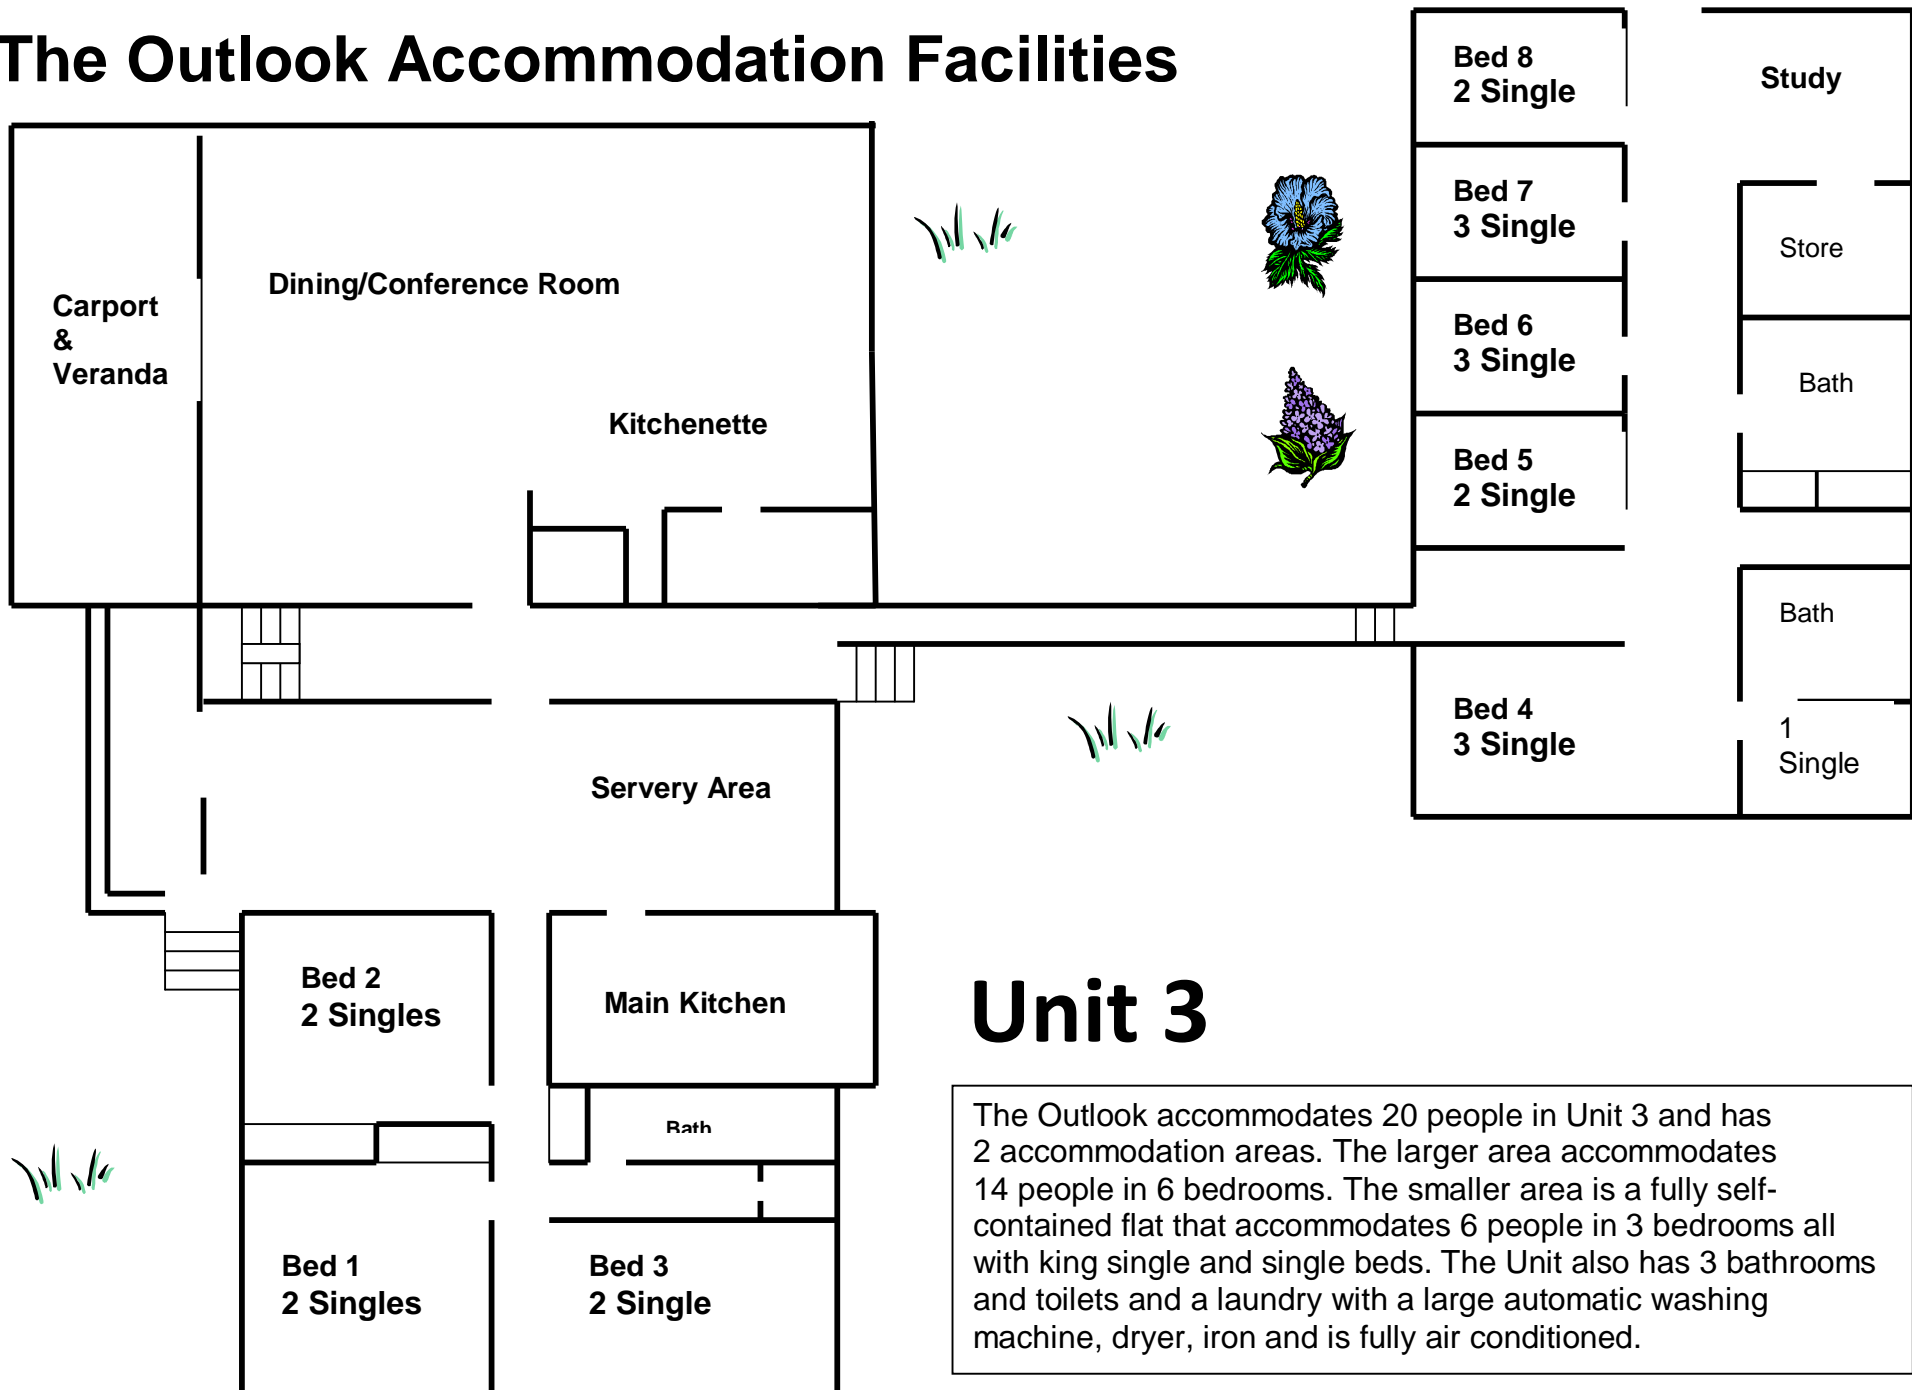 The Outlook Accommodation Facilities
Bed 8
2 Single
Study
Bed 7
3 Single
Store
Dining/Conference Room
Carport
&
Veranda
Bed 6
3 Single
Bath
Kitchenette
Bed 5
2 Single
Bath
Bed 4
3 Single
1
Single
Servery Area
Bed 2
2 Singles
Main Kitchen
Unit 3
Bath
The Outlook accommodates 20 people in Unit 3 and has
2 accommodation areas. The larger area accommodates
14 people in 6 bedrooms. The smaller area is a fully self-
contained flat that accommodates 6 people in 3 bedrooms all
with king single and single beds. The Unit also has 3 bathrooms
and toilets and a laundry with a large automatic washing
machine, dryer, iron and is fully air conditioned.
Bed 1
2 Singles
Bed 3
2 Single